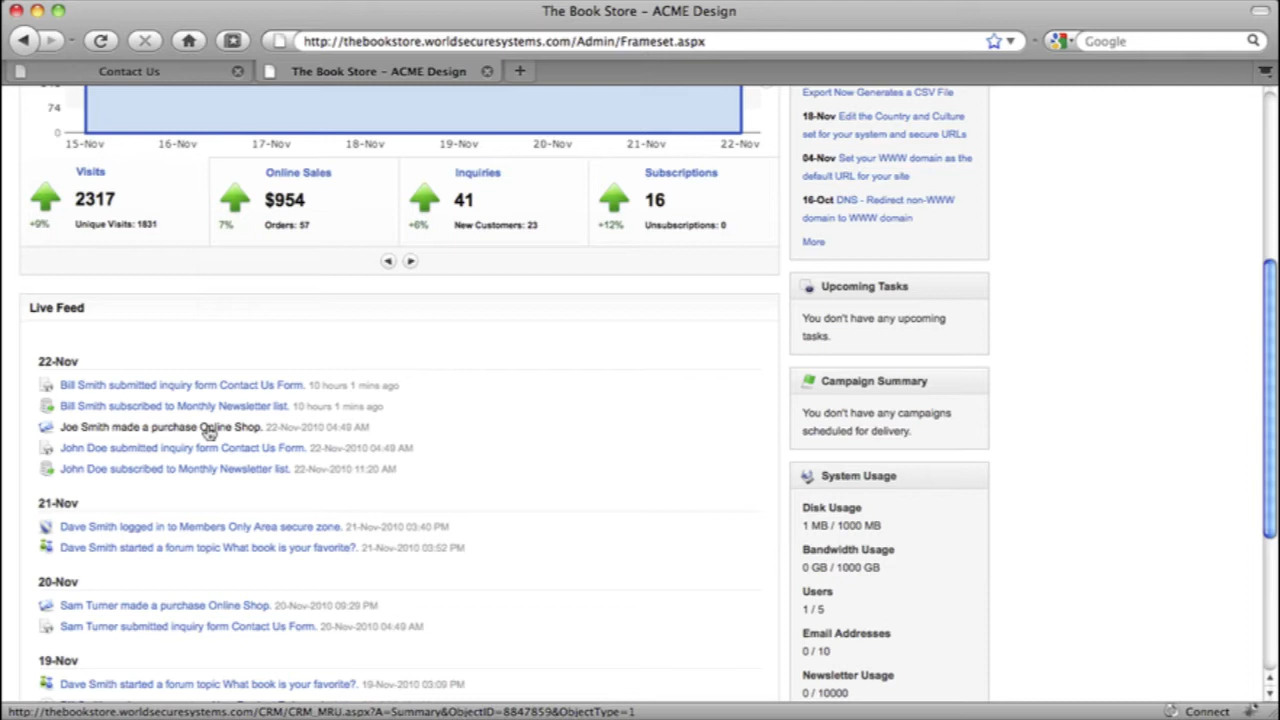 The Book Store – ACME Design
http://thebookstore.worldsecuresystems.com/Admin/Frameset.aspx
Google
Contact Us
The Book Store – ACME Design
74
0
15-Nov 16-Nov 17-Nov 18-Nov 19-Nov 20-Nov 21-Nov 22-Nov
Visits
2317
+9% Unique Visits: 1831
Online Sales
$954
7% Orders: 57
Inquiries
41
+6% New Customers: 23
Subscriptions
16
+12% Unsubscriptions: 0
Live Feed
22-Nov
Bill Smith submitted inquiry form Contact Us Form. 10 hours 1 mins ago
Bill Smith subscribed to Monthly Newsletter list. 10 hours 1 mins ago
Joe Smith made a purchase Online Shop. 22-Nov-2010 04:49 AM
John Doe submitted inquiry form Contact Us Form. 22-Nov-2010 04:49 AM
John Doe subscribed to Monthly Newsletter list. 22-Nov-2010 11:20 AM
21-Nov
Dave Smith logged in to Members Only Area secure zone. 21-Nov-2010 03:40 PM
Dave Smith started a forum topic What book is your favorite?. 21-Nov-2010 03:52 PM
20-Nov
Sam Turner made a purchase Online Shop. 20-Nov-2010 09:29 PM
Sam Turner submitted inquiry form Contact Us Form. 20-Nov-2010 04:49 AM
19-Nov
Dave Smith started a forum topic What book is your favorite?. 19-Nov-2010 03:09 PM
Export Now Generates a CSV File
18-Nov Edit the Country and Culture
set for your system and secure URLs
04-Nov Set your WWW domain as the
default URL for your site
16-Oct DNS - Redirect non-WWW
domain to WWW domain
More
Upcoming Tasks
You don't have any upcoming
tasks.
Campaign Summary
You don't have any campaigns
scheduled for delivery.
System Usage
Disk Usage
1 MB / 1000 MB
Bandwidth Usage
0 GB / 1000 GB
Users
1 / 5
Email Addresses
0 / 10
Newsletter Usage
0 / 10000
http://thebookstore.worldsecuresystems.com/CRM/CRM_MRU.aspx?A=Summary&ObjectID=8847859&ObjectType=1
Connect